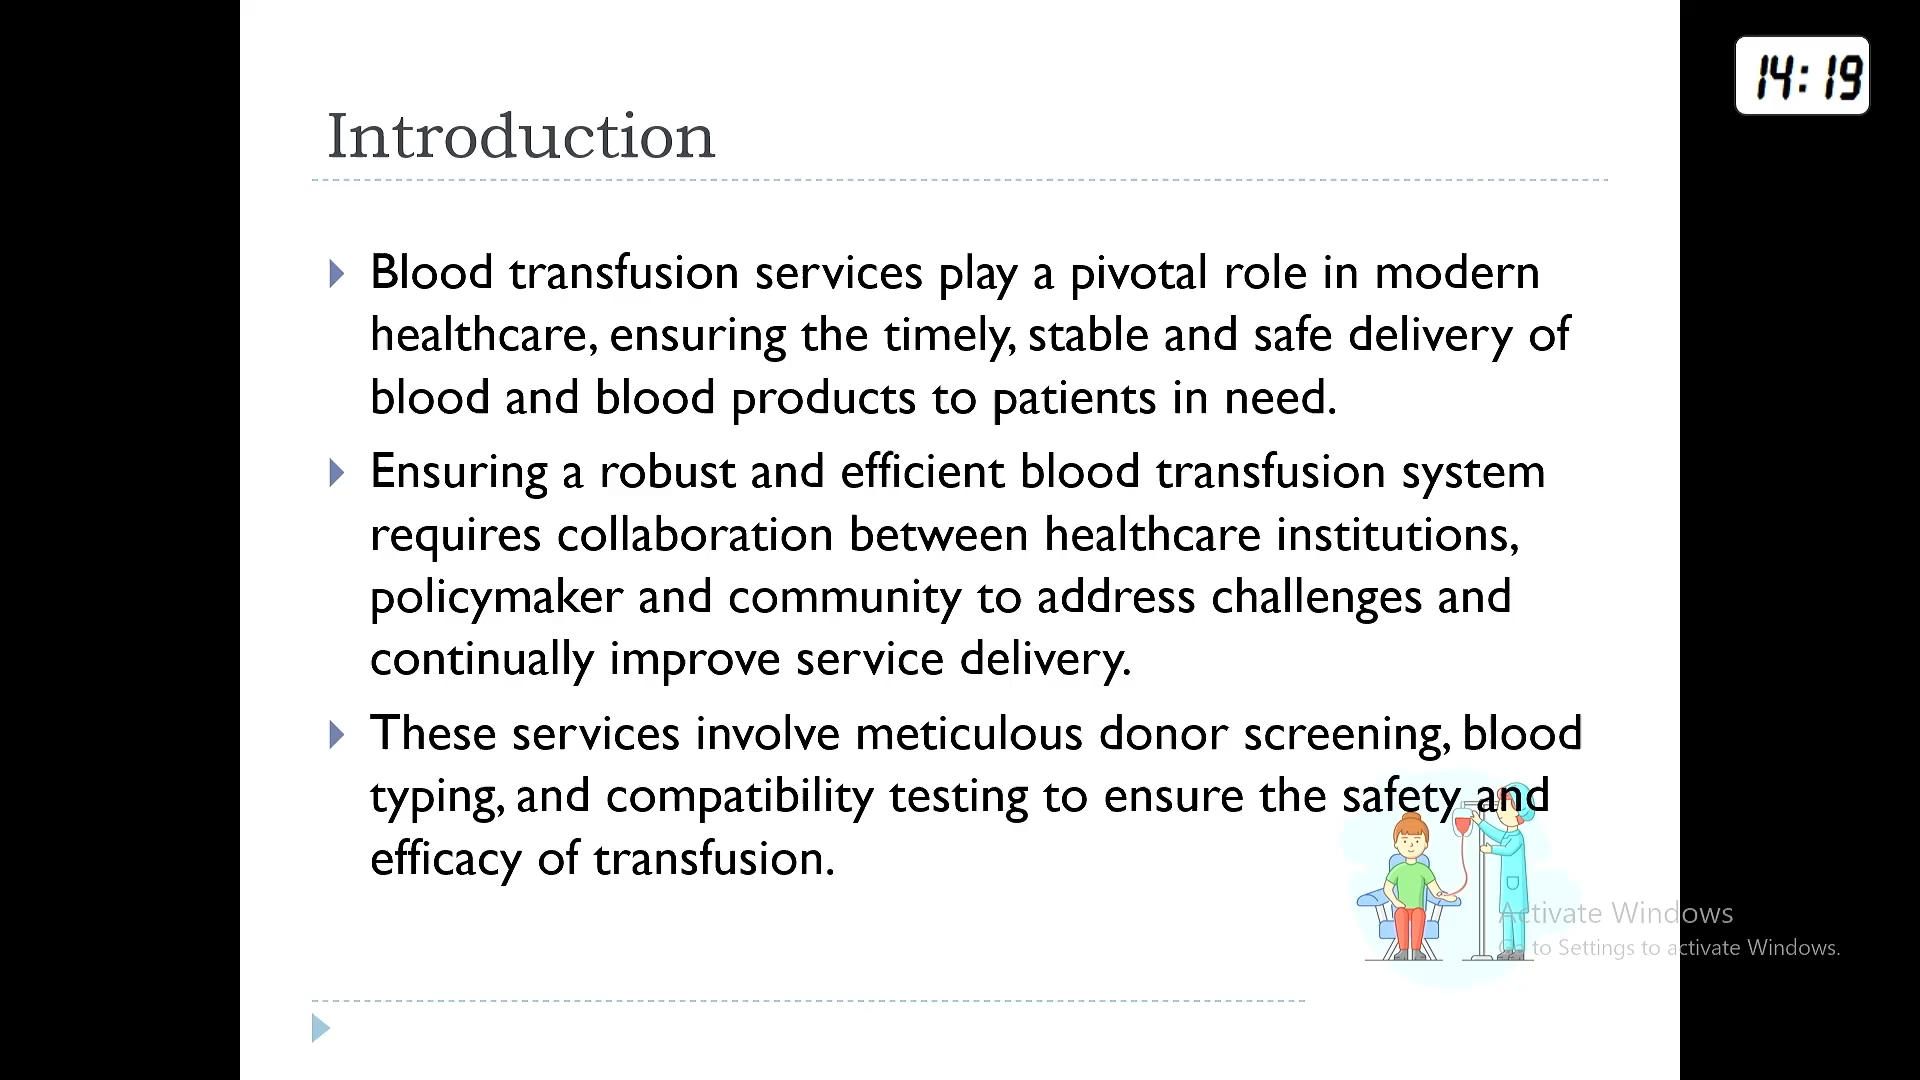 14:19
Introduction
Blood transfusion services play a pivotal role in modern
healthcare, ensuring the timely, stable and safe delivery of
blood and blood products to patients in need.
Ensuring a robust and efficient blood transfusion system
requires collaboration between healthcare institutions,
policymaker and community to address challenges and
continually improve service delivery.
These services involve meticulous donor screening, blood
typing, and compatibility testing to ensure the safety and
efficacy of transfusion.
Activate Windows
Go to Settings to activate Windows.